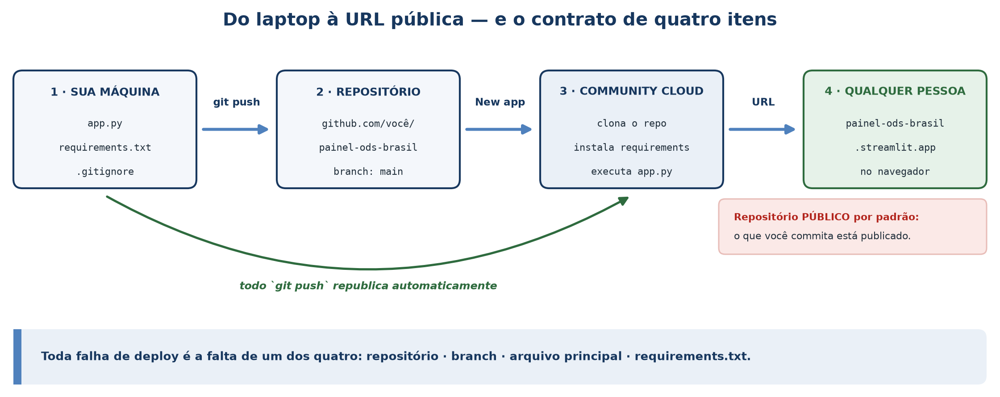 Do laptop à URL pública — e o contrato de quatro itens
1 · SUA MÁQUINA
app.py
requirements.txt
.gitignore
git push
2 · REPOSITÓRIO
github.com/você/
painel-ods-brasil
branch: main
New app
3 · COMMUNITY CLOUD
clona o repo
instala requirements
executa app.py
URL
4 · QUALQUER PESSOA
painel-ods-brasil
.streamlit.app
no navegador
Repositório PÚBLICO por padrão:
o que você commita está publicado.
todo `git push` republica automaticamente
Toda falha de deploy é a falta de um dos quatro: repositório · branch · arquivo principal · requirements.txt.